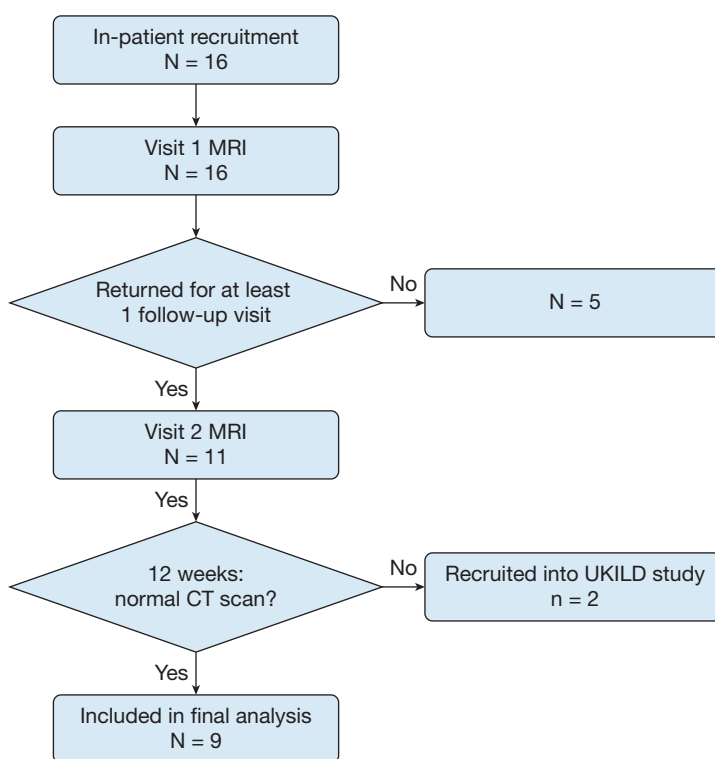 In-patient recruitment
N = 16
Visit 1 MRI
N = 16
Returned for at least
1 follow-up visit
No
N = 5
Yes
Visit 2 MRI
N = 11
Yes
12 weeks:
normal CT scan?
No
Recruited into UKILD study
n = 2
Yes
Included in final analysis
N = 9